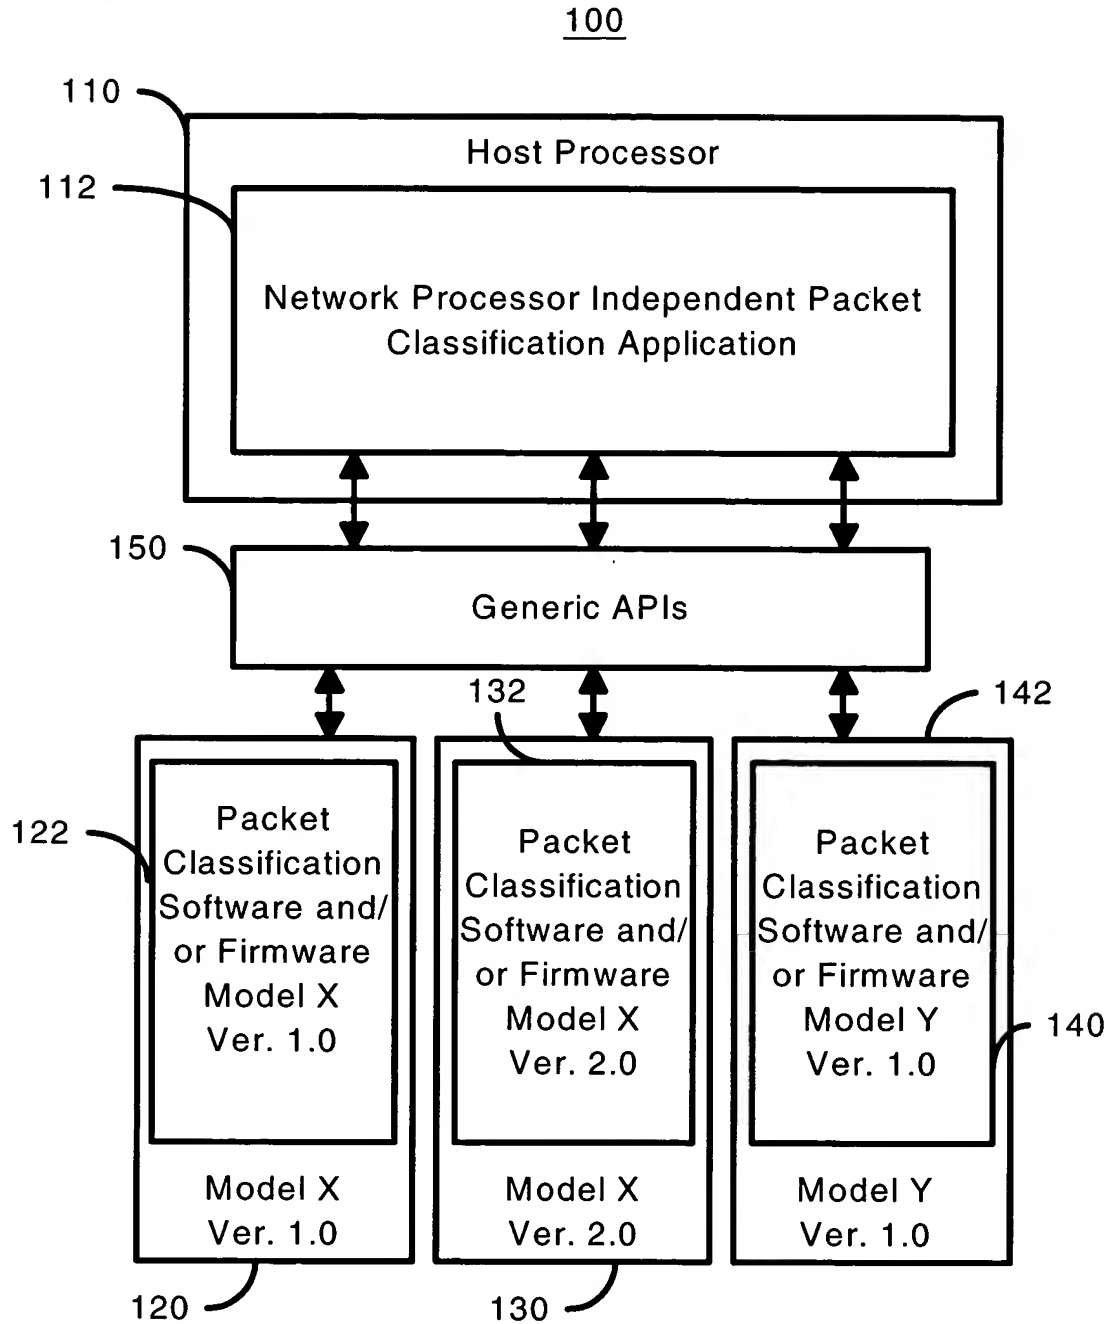 100
110
Host Processor
112
Network Processor Independent Packet
Classification Application
150
Generic APIs
132
142
122
Packet
Classification
Software and/
or Firmware
Model X
Ver. 1.0
Packet
Classification
Software and/
or Firmware
Model X
Ver. 2.0
Packet
Classification
Software and/
or Firmware
Model Y
Ver. 1.0
140
Model X
Ver. 1.0
Model X
Ver. 2.0
Model Y
Ver. 1.0
120
130